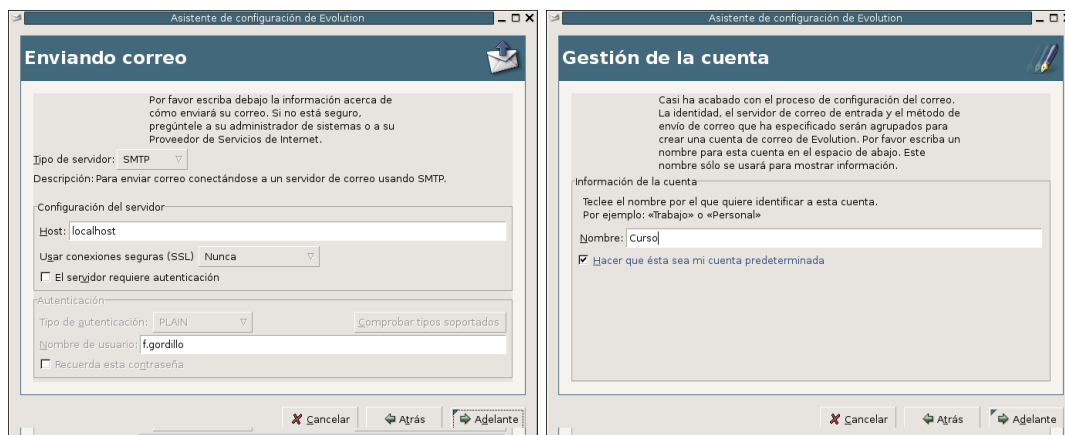 Asistente de configuración de Evolution
Enviando correo
Por favor escriba debajo la información acerca de
cómo enviará su correo. Si no está seguro,
pregúntele a su administrador de sistemas o a su
Proveedor de Servicios de Internet.
Tipo de servidor: SMTP
Descripción: Para enviar correo conectándose a un servidor de correo usando SMTP.
Configuración del servidor
Host: localhost
Usar conexiones seguras (SSL) Nunca
El servidor requiere autenticación
Autenticación
Tipo de autenticación: PLAIN Comprobar tipos soportados
Nombre de usuario: f.gordillo
Recuerda esta contraseña
Cancelar Atrás Adelante
Asistente de configuración de Evolution
Gestión de la cuenta
Casi ha acabado con el proceso de configuración del correo.
La identidad, el servidor de correo de entrada y el método de
envío de correo que ha especificado serán agrupados para
crear una cuenta de correo de Evolution. Por favor escriba un
nombre para esta cuenta en el espacio de abajo. Este
nombre sólo se usará para mostrar información.
Información de la cuenta
Teclee el nombre por el que quiere identificar a esta cuenta.
Por ejemplo: «Trabajo» o «Personal»
Nombre: Curso
Hacer que ésta sea mi cuenta predeterminada
Cancelar Atrás Adelante